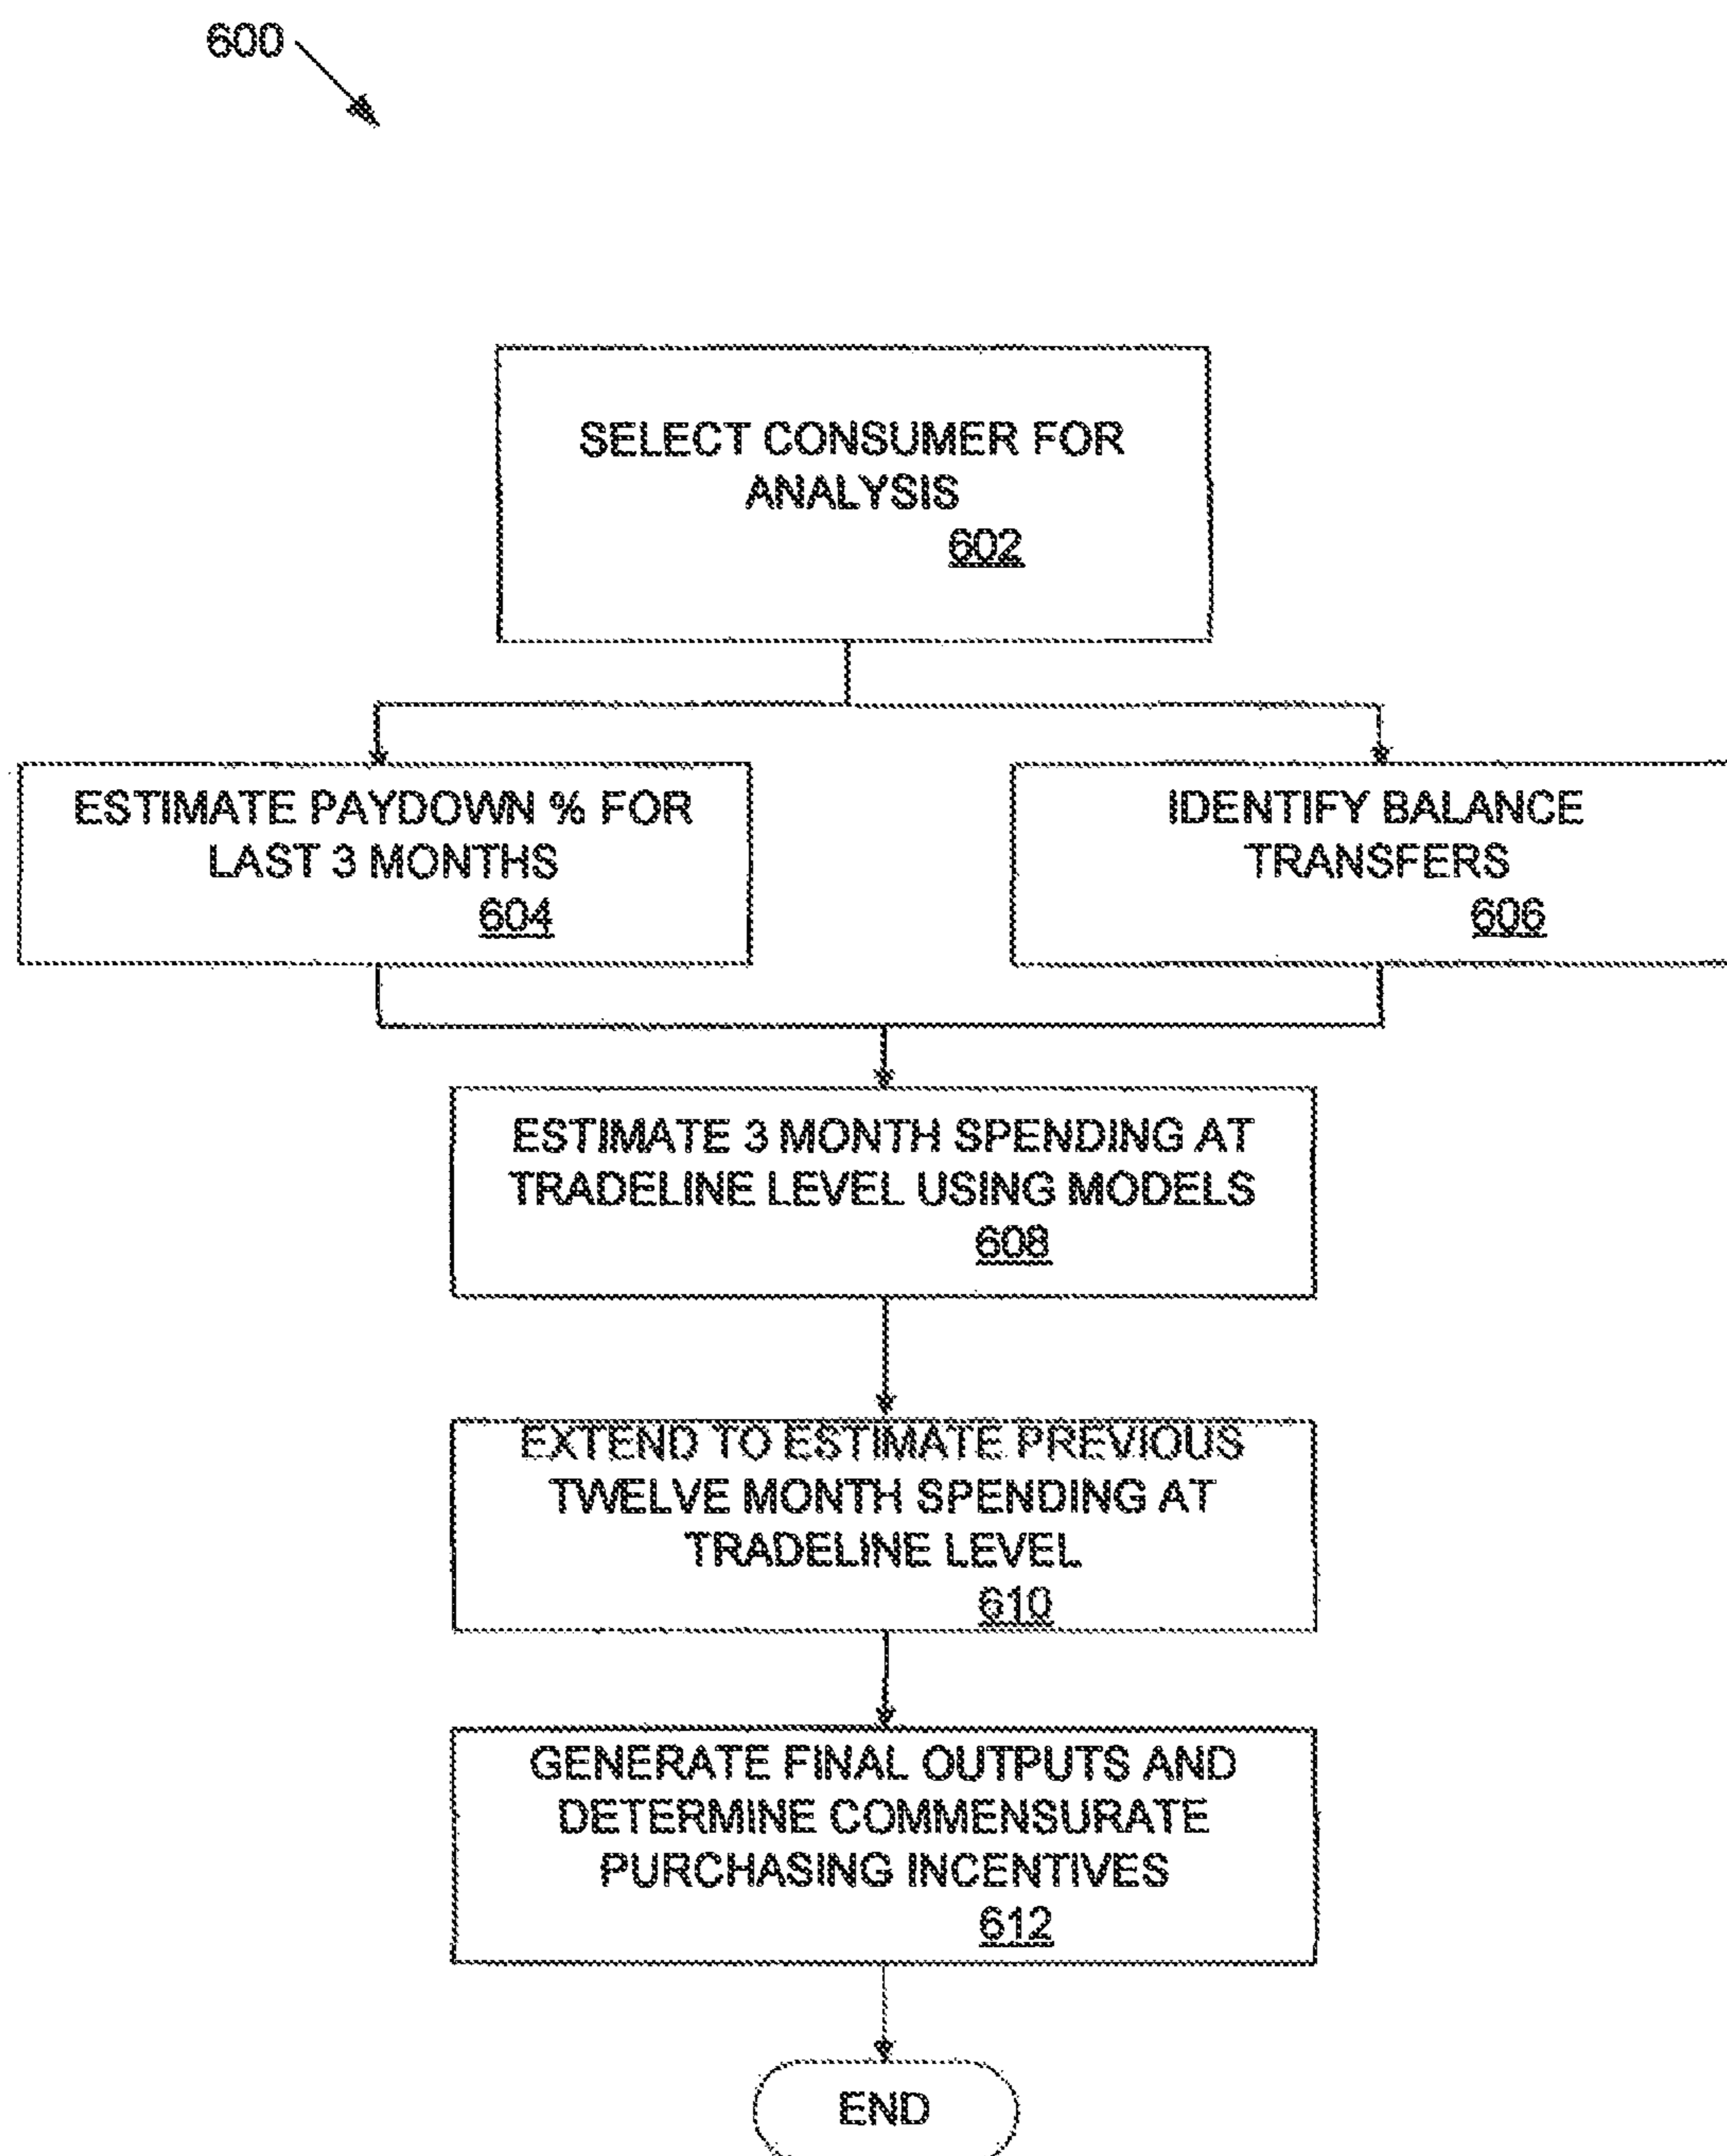 600
SELECT CONSUMER FOR
ANALYSIS
602
ESTIMATE PAYDOWN % FOR
LAST 3 MONTHS
604
IDENTIFY BALANCE
TRANSFERS
606
ESTIMATE 3 MONTH SPENDING AT
TRADELINE LEVEL USING MODELS
608
EXTEND TO ESTIMATE PREVIOUS
TWELVE MONTH SPENDING AT
TRADELINE LEVEL
610
GENERATE FINAL OUTPUTS AND
DETERMINE COMMENSURATE
PURCHASING INCENTIVES
612
END